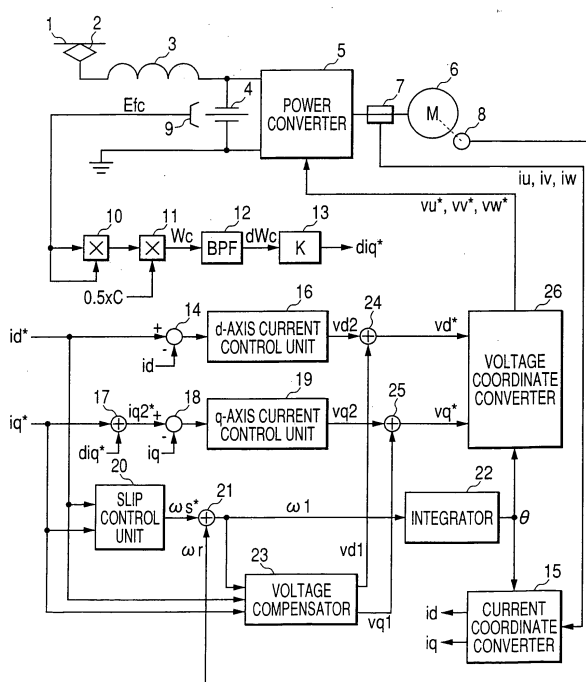 1
2
3
5
POWER
CONVERTER
7
6
M
8
Efc
9
4
iu, iv, iw
vu*, vv*, vw*
10
×
11
×
Wc
12
BPF
dWc
13
K
diq*
0.5xC
26
id*
+
14
-
id
16
d-AXIS CURRENT
CONTROL UNIT
vd2
24
+
vd*
VOLTAGE
COORDINATE
CONVERTER
iq*
17
+
diq*
iq2*
+
18
-
iq
19
q-AXIS CURRENT
CONTROL UNIT
vq2
25
+
vq*
20
SLIP
CONTROL
UNIT
ωs*
21
+
ωr
ω1
22
INTEGRATOR
θ
vd1
23
VOLTAGE
COMPENSATOR
vq1
15
id
iq
CURRENT
COORDINATE
CONVERTER